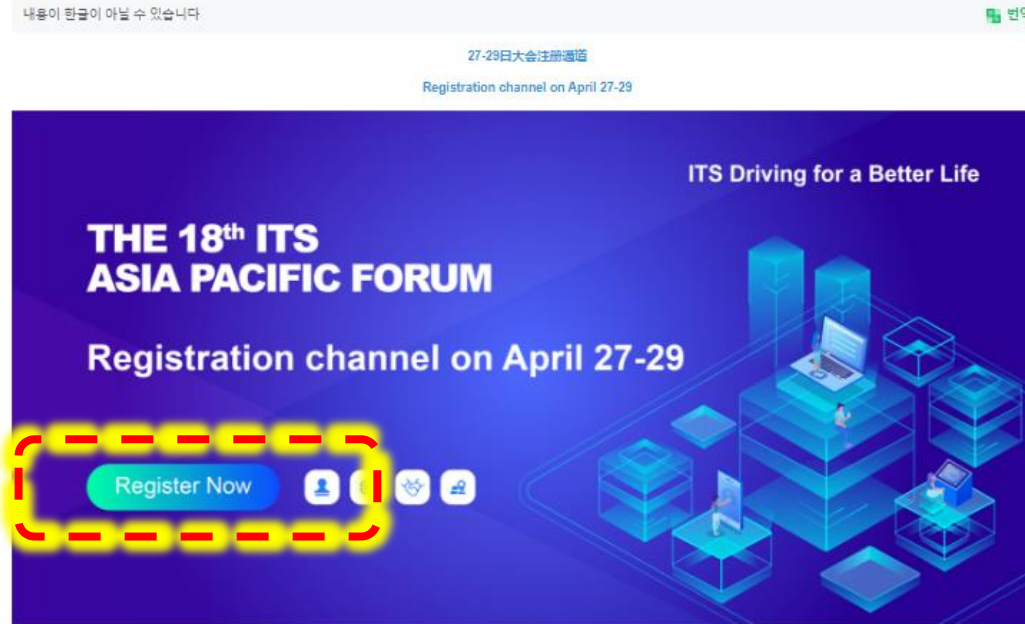 내용이 한글이 아닐 수 있습니다
27-29日大会注册通道
Registration channel on April 27-29
ITS Driving for a Better Life
THE 18th ITS
ASIA PACIFIC FORUM
Registration channel on April 27-29
Register Now